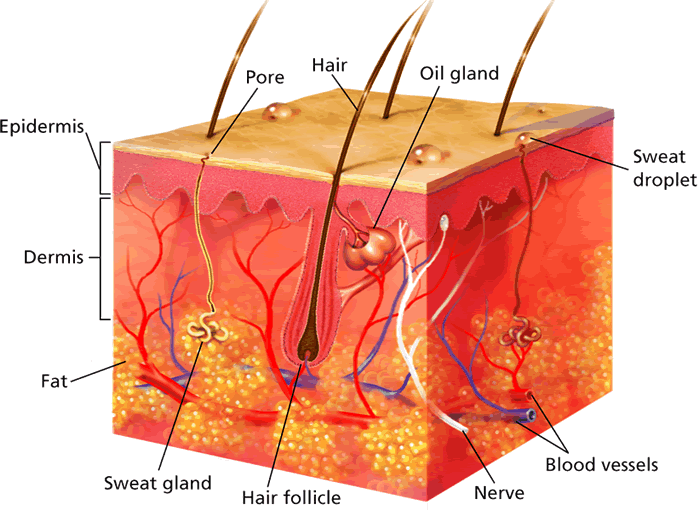 Hair
Oil gland
Pore
Epidermis
Sweat
droplet
Dermis
Fat
Blood vessels
Sweat gland
Hair follicle
Nerve